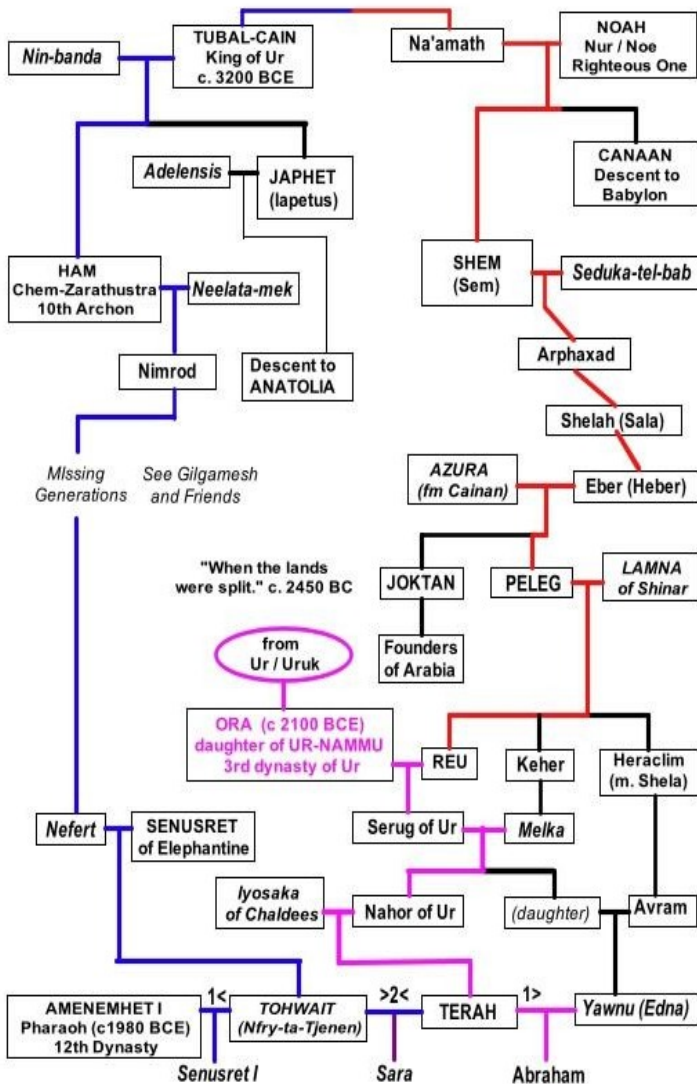 Nin-banda
TUBAL-CAIN
King of Ur
c. 3200 BCE
Na'amath
NOAH
Nur / Noe
Righteous One
Adelensis
JAPHET
(Iapetus)
CANAAN
Descent to
Babylon
HAM
Chem-Zarathustra
10th Archon
Neelata-mek
SHEM
(Sem)
Seduka-tel-bab
Nimrod
Descent to
ANATOLIA
Arphaxad
Shelah (Sala)
MIssing
Generations
See Gilgamesh
and Friends
AZURA
(fm Cainan)
Eber (Heber)
"When the lands
were split." c. 2450 BC
JOKTAN
PELEG
LAMNA
of Shinar
from
Ur / Uruk
Founders
of Arabia
ORA (c 2100 BCE)
daughter of UR-NAMMU
3rd dynasty of Ur
REU
Keher
Heraclim
(m. Shela)
Nefert
SENUSRET
of Elephantine
Serug of Ur
Melka
Iyosaka
of Chaldees
Nahor of Ur
(daughter)
Avram
AMENEMHET I
Pharaoh (c1980 BCE)
12th Dynasty
1<
TOHWAIT
(Nfry-ta-Tjenen)
>2<
TERAH
1>
Yawnu (Edna)
Senusret I
Sara
Abraham